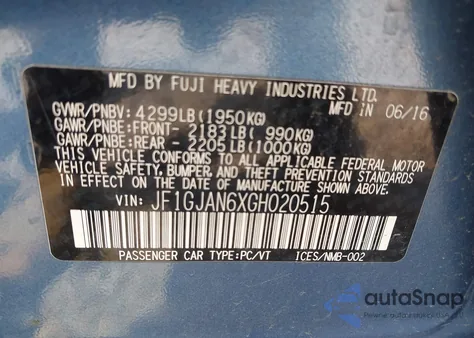 MFD BY FUJI HEAVY INDUSTRIES LTD.
GVWR/PNBV: 4299LB(1950KG) MFD IN 06/16
GAWR/PNBE:FRONT- 2183LB( 990KG)
GAWR/PNBE:REAR - 2205LB(1000KG)
THIS VEHICLE CONFORMS TO ALL APPLICABLE FEDERAL MOTOR
VEHICLE SAFETY, BUMPER, AND THEFT PREVENTION STANDARDS
IN EFFECT ON THE DATE OF MANUFACTURE SHOWN ABOVE.
VIN: JF1GJAN6XGH020515
PASSENGER CAR TYPE:PC/VT ICES/NMB-002
autoSnap
Powered by AutoBidMaster